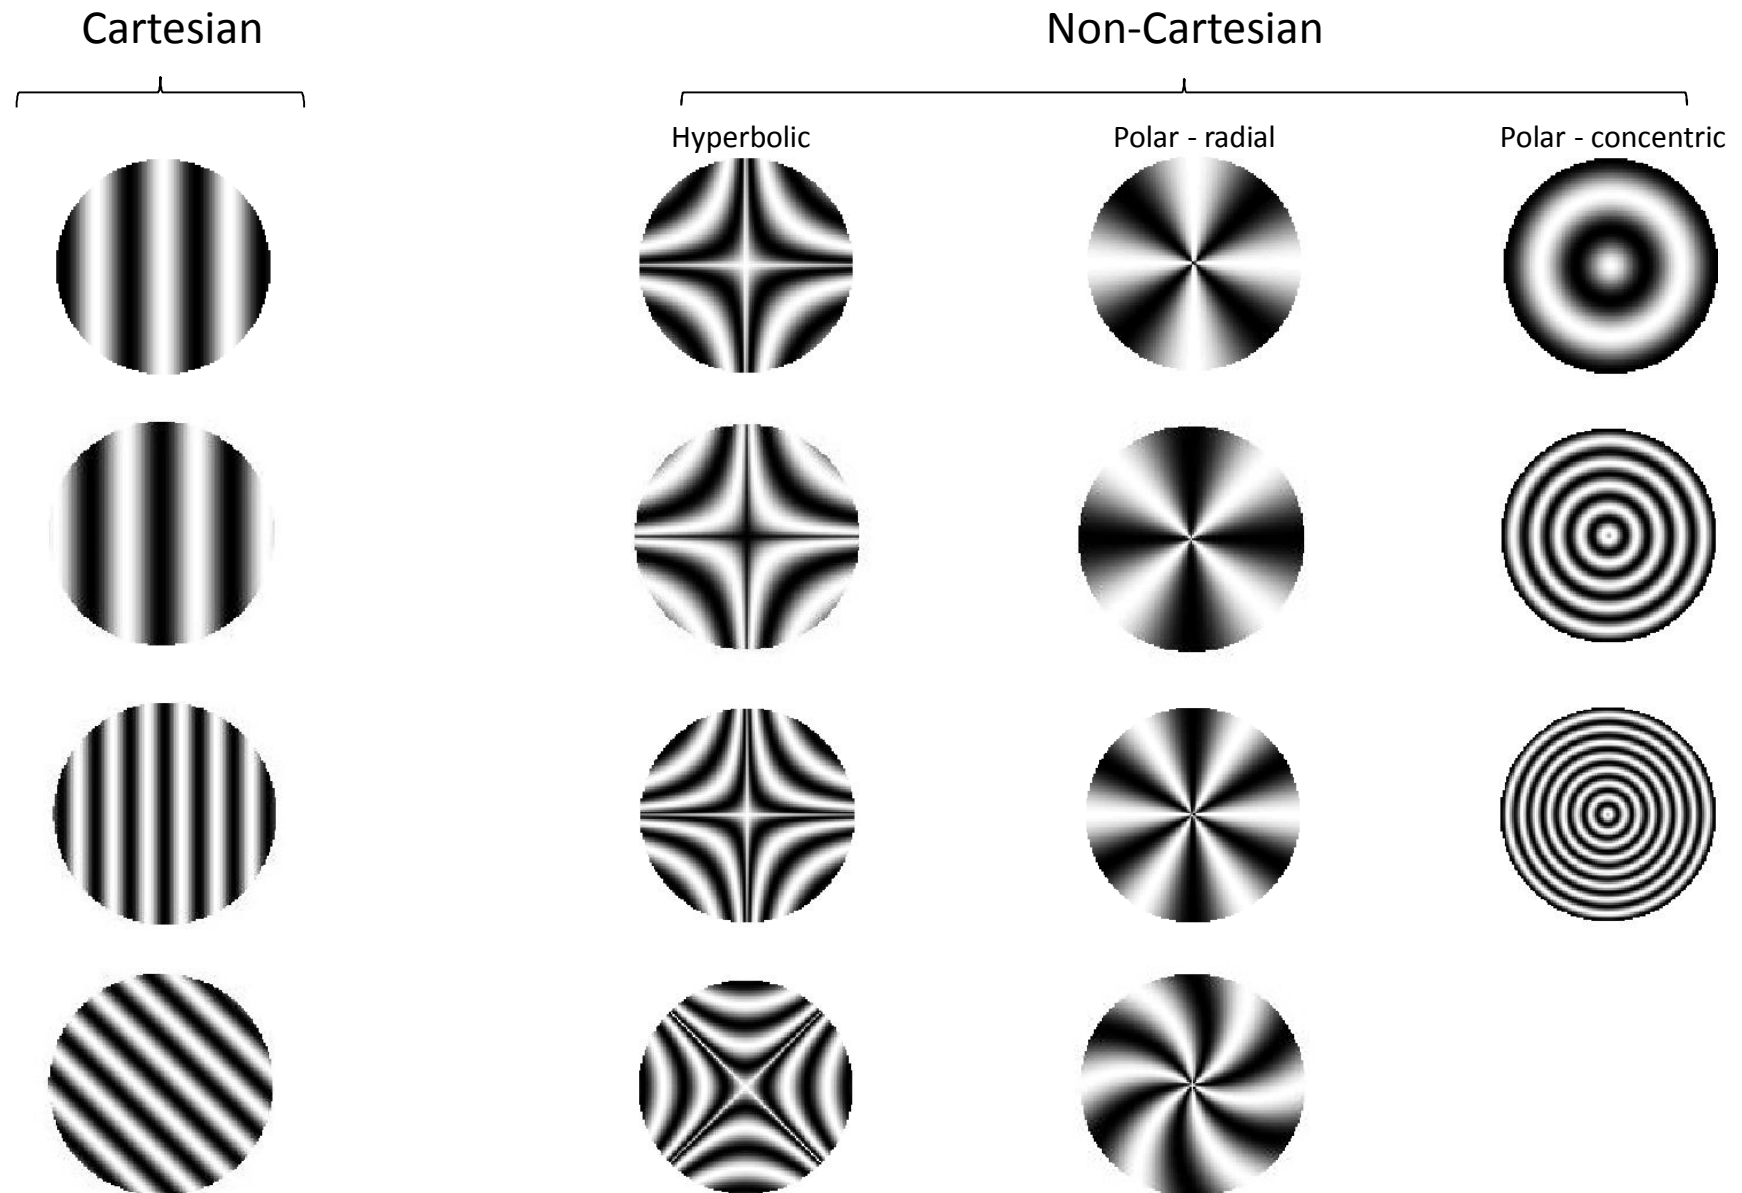 Cartesian
Non-Cartesian
Hyperbolic
Polar - radial
Polar - concentric